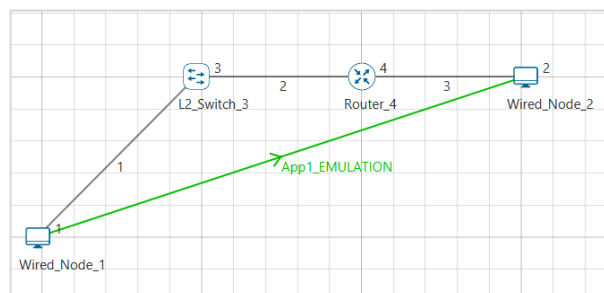 3
4
2
L2_Switch_3
2
Router_4
3
Wired_Node_2
1
App1_EMULATION
1
Wired_Node_1